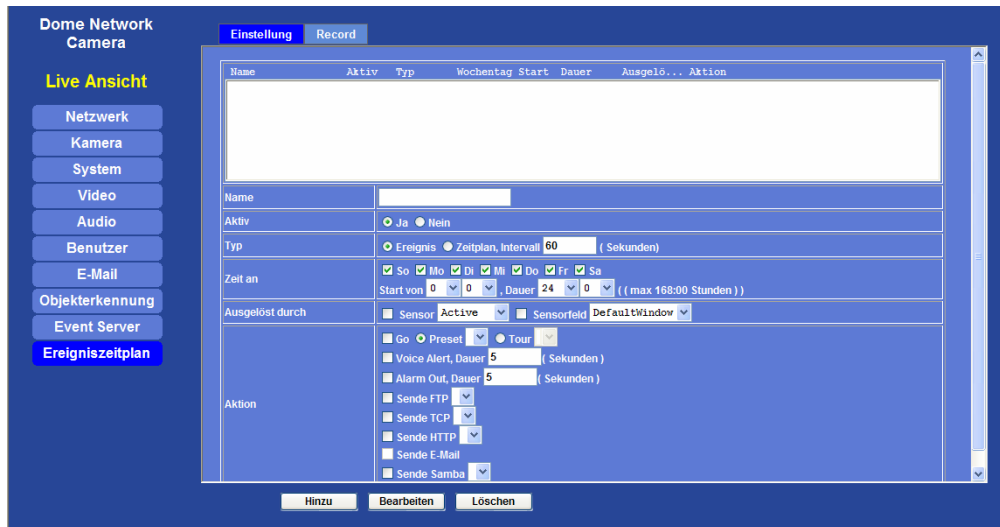 Dome Network
Camera
Live Ansicht
Netzwerk
Kamera
System
Video
Audio
Benutzer
E-Mail
Objekterkennung
Event Server
Ereigniszeitplan
Einstellung Record
Name Aktiv Typ Wochentag Start Dauer Ausgelö... Aktion
Name
Aktiv Ja Nein
Typ Ereignis Zeitplan, Intervall 60 ( Sekunden)
Zeit an So Mo Di Mi Do Fr Sa
Start von 0 0 , Dauer 24 0 ( ( max 168:00 Stunden ) )
Ausgelöst durch Sensor Active Sensorfeld DefaultWindow
Aktion
Go Preset Tour
Voice Alert, Dauer 5 ( Sekunden )
Alarm Out, Dauer 5 ( Sekunden )
Sende FTP
Sende TCP
Sende HTTP
Sende E-Mail
Sende Samba
Hinzu Bearbeiten Löschen